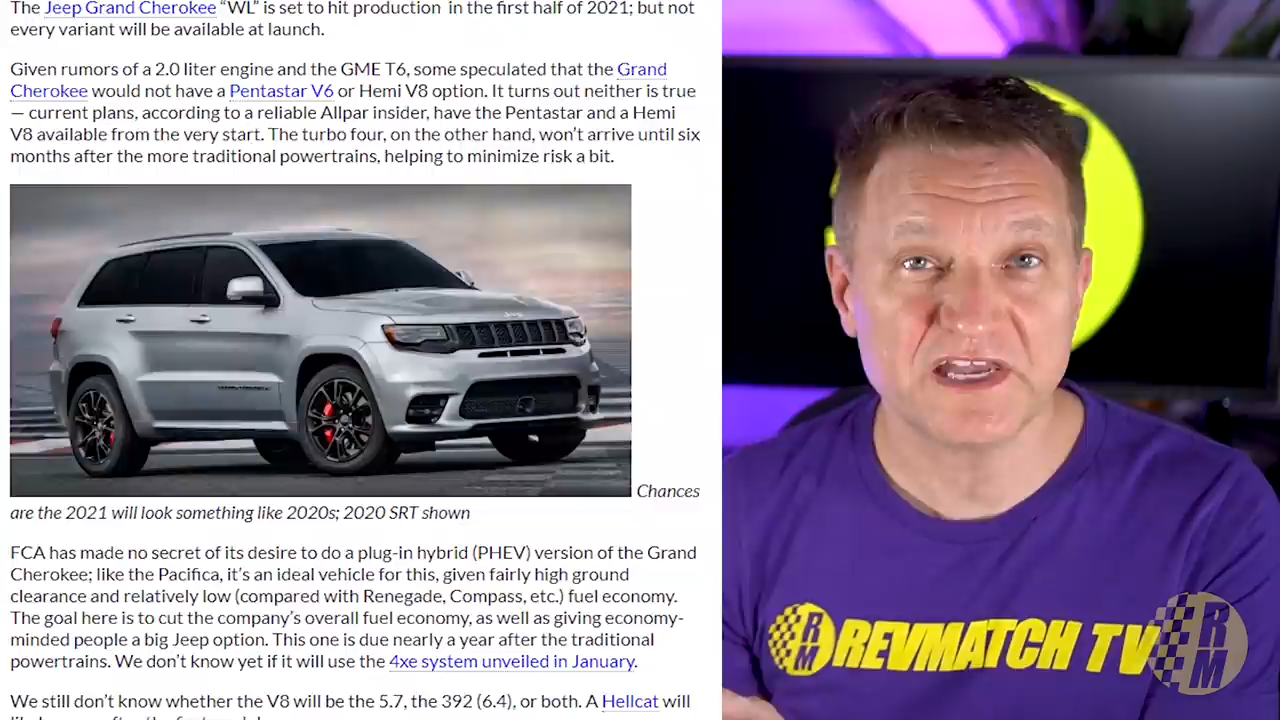 The Jeep Grand Cherokee “WL” is set to hit production in the first half of 2021; but not
every variant will be available at launch.
Given rumors of a 2.0 liter engine and the GME T6, some speculated that the Grand
Cherokee would not have a Pentastar V6 or Hemi V8 option. It turns out neither is true
— current plans, according to a reliable Allpar insider, have the Pentastar and a Hemi
V8 available from the very start. The turbo four, on the other hand, won’t arrive until six
months after the more traditional powertrains, helping to minimize risk a bit.
Jeep
Chances
are the 2021 will look something like 2020s; 2020 SRT shown
FCA has made no secret of its desire to do a plug-in hybrid (PHEV) version of the Grand
Cherokee; like the Pacifica, it’s an ideal vehicle for this, given fairly high ground
clearance and relatively low (compared with Renegade, Compass, etc.) fuel economy.
The goal here is to cut the company’s overall fuel economy, as well as giving economy-
minded people a big Jeep option. This one is due nearly a year after the traditional
powertrains. We don’t know yet if it will use the 4xe system unveiled in January.
We still don’t know whether the V8 will be the 5.7, the 392 (6.4), or both. A Hellcat will
RM REVMATCH TV
RM